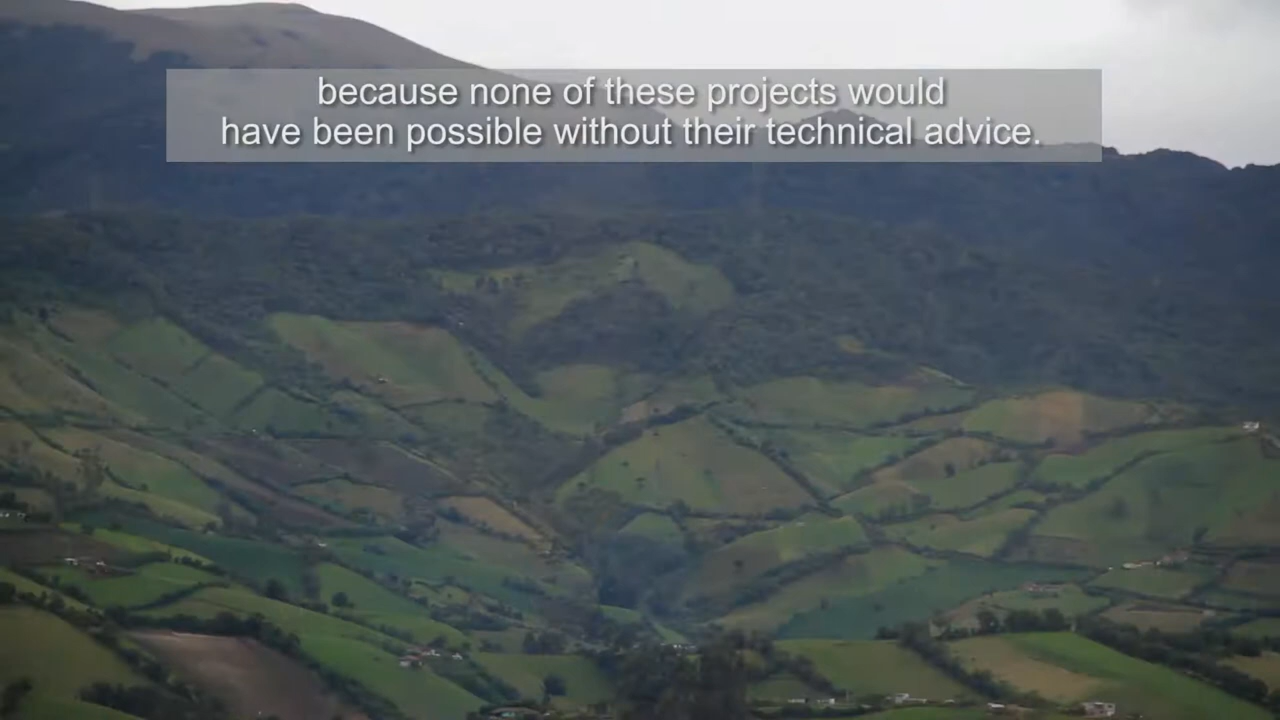 because none of these projects would
have been possible without their technical advice.